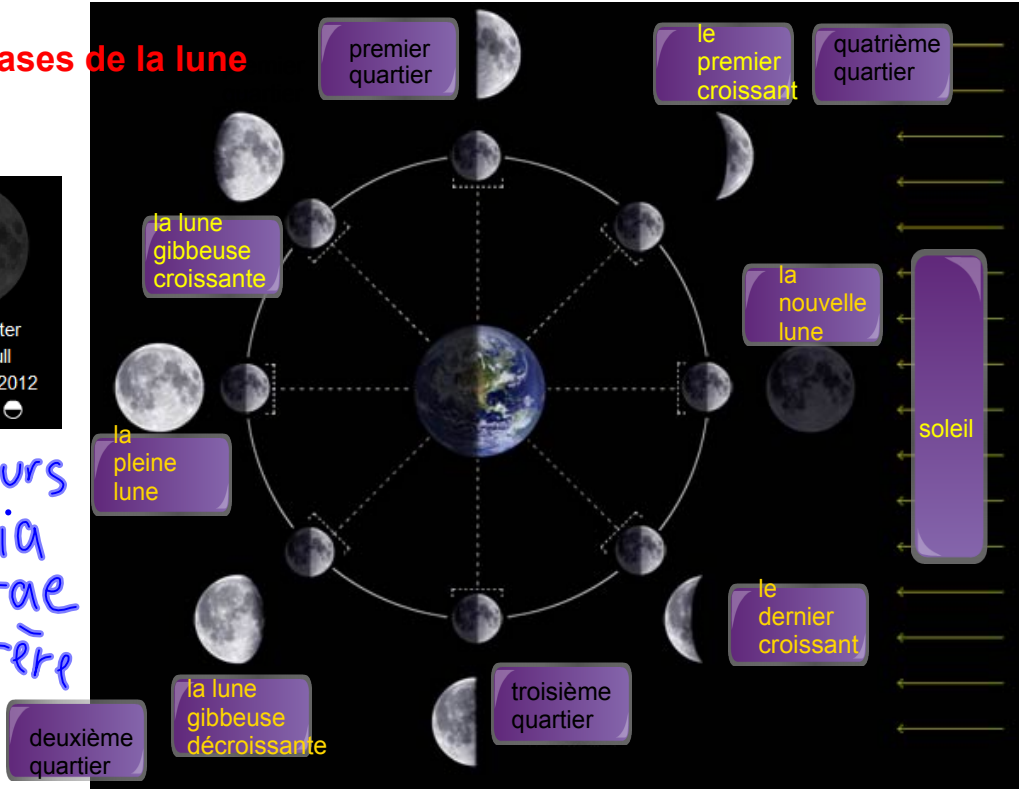 ases de la lune
premier
quartier
le
premier
croissant
quatrième
quartier
la lune
gibbeuse
croissante
la
nouvelle
lune
soleil
ter
ull
2012
la
pleine
lune
urs
ia
rae
rère
le
dernier
croissant
la lune
gibbeuse
décroissante
troisième
quartier
deuxième
quartier